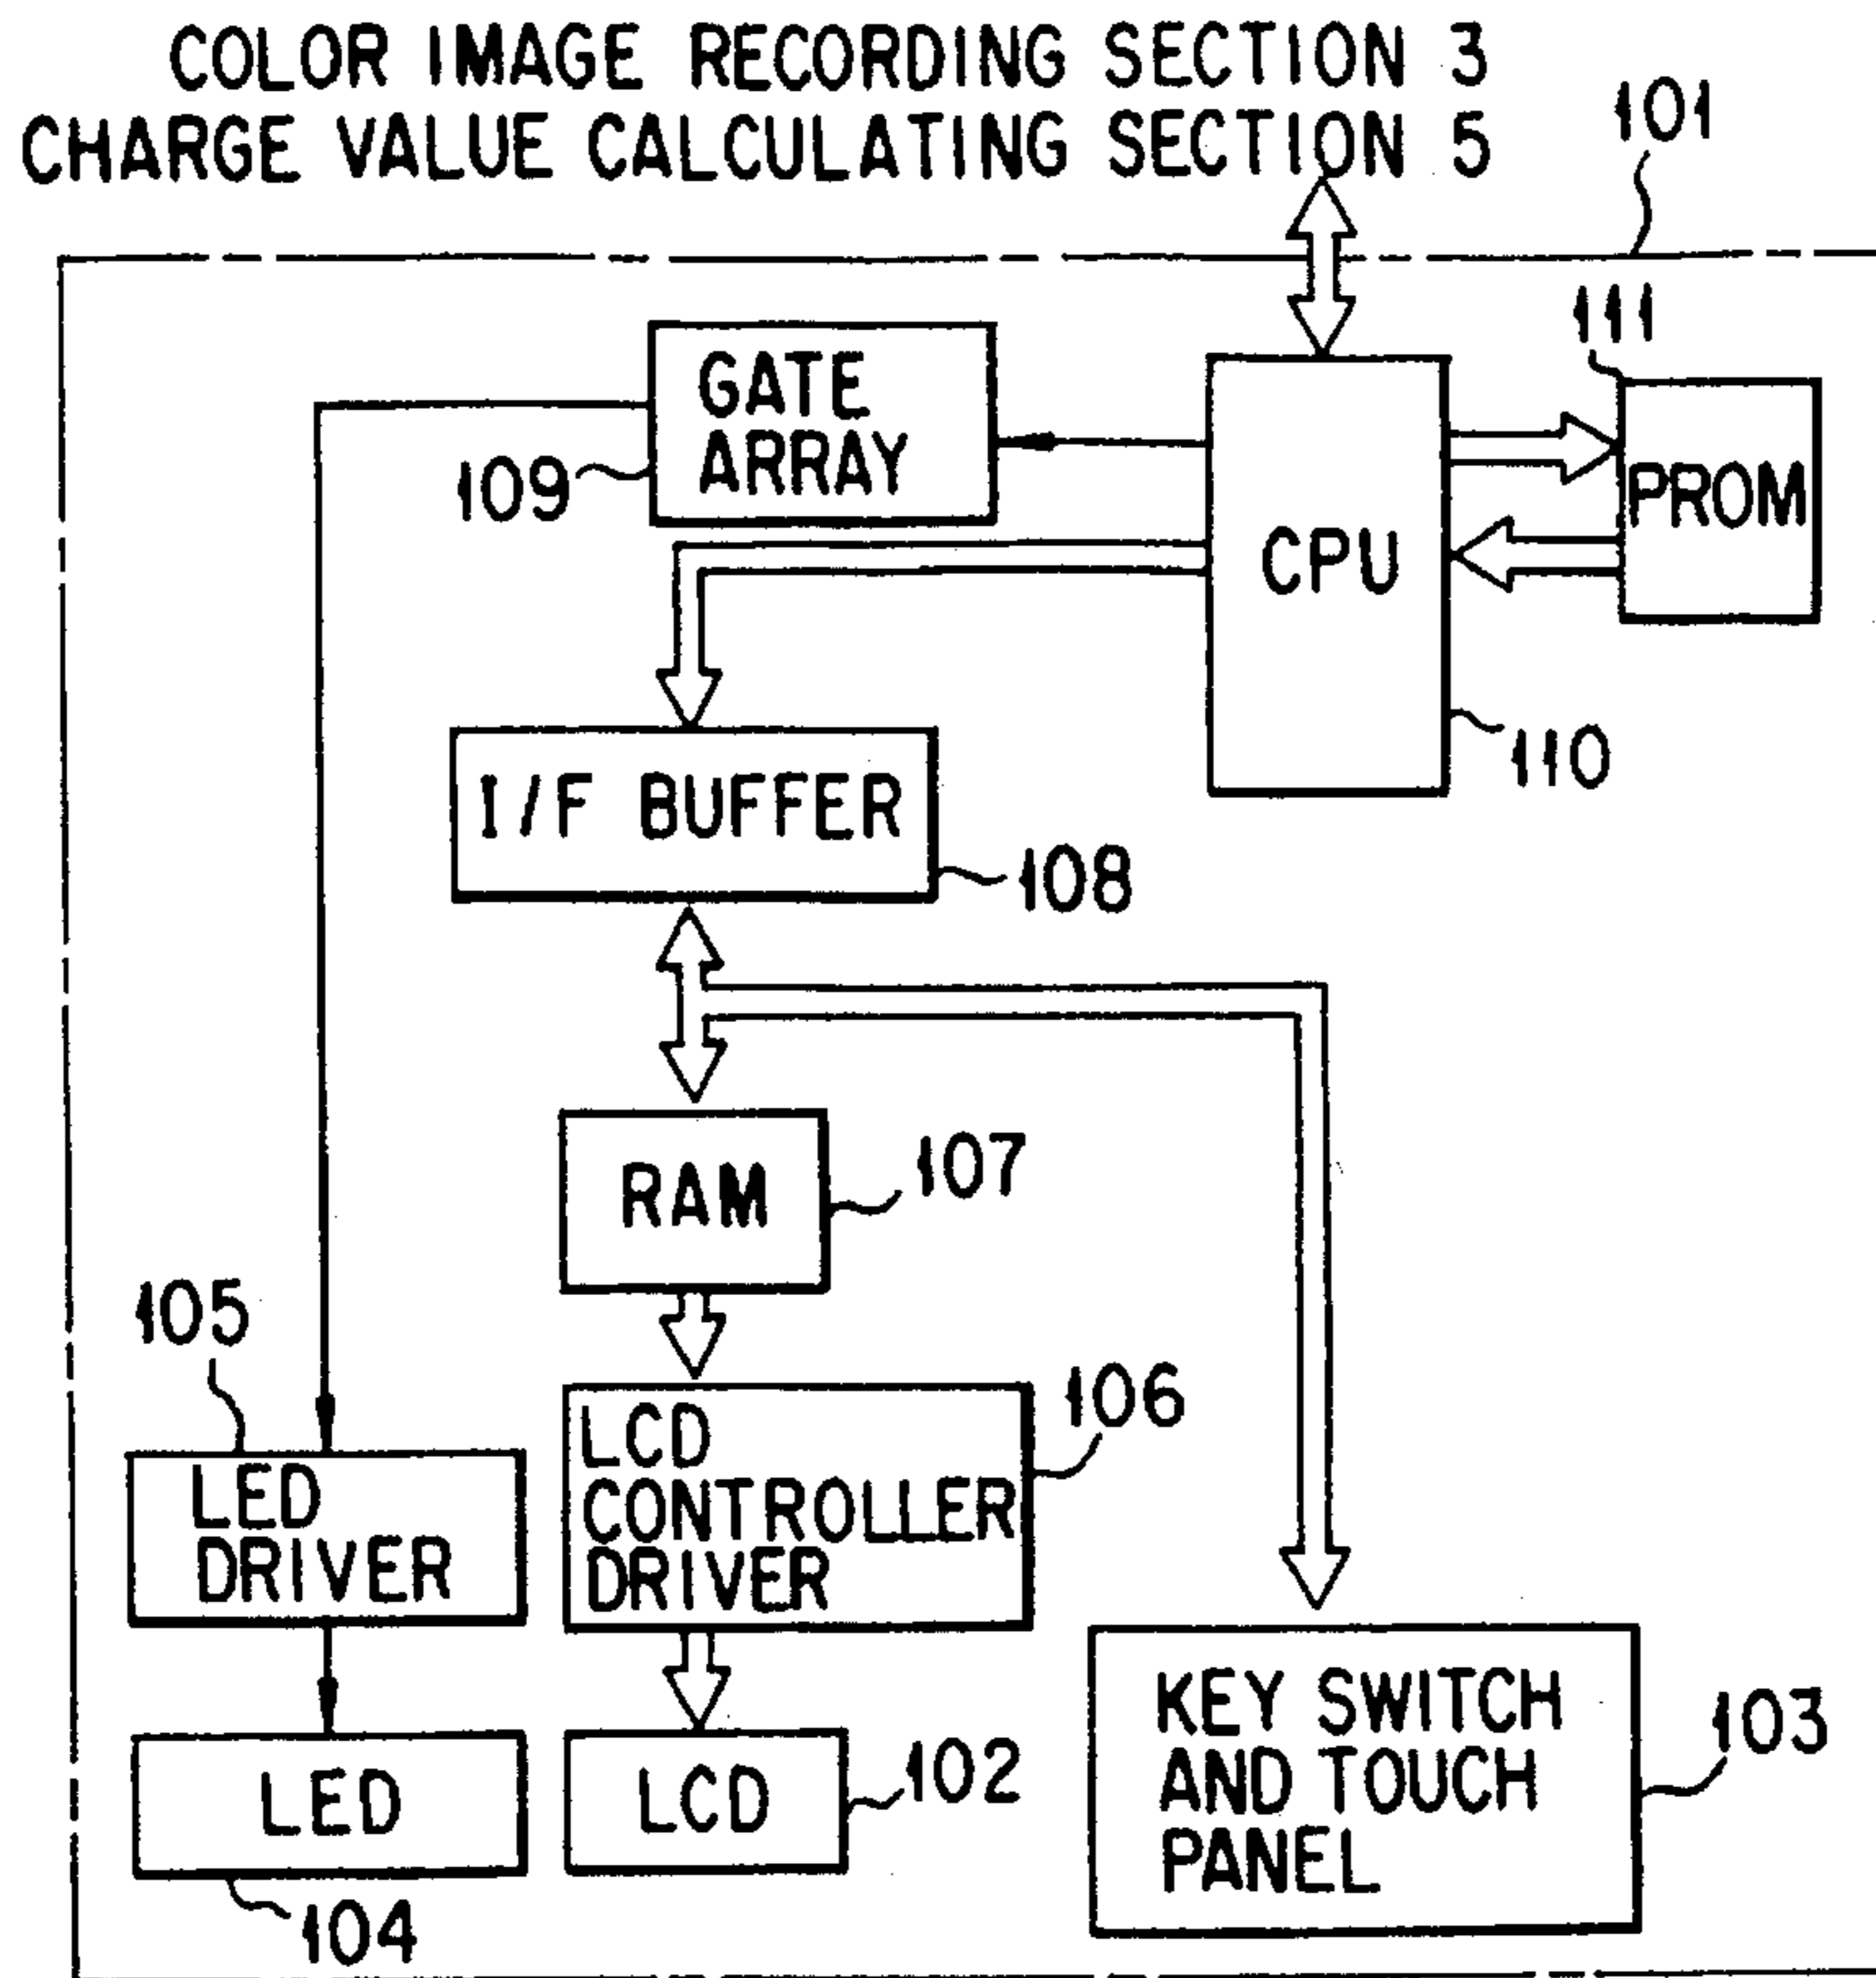 COLOR IMAGE RECORDING SECTION 3
CHARGE VALUE CALCULATING SECTION 5
101
111
GATE
ARRAY
109
CPU
PROM
110
I/F BUFFER
108
RAM
107
105
LED
DRIVER
LCD
CONTROLLER
DRIVER
106
KEY SWITCH
AND TOUCH
PANEL
103
LED
104
LCD
102